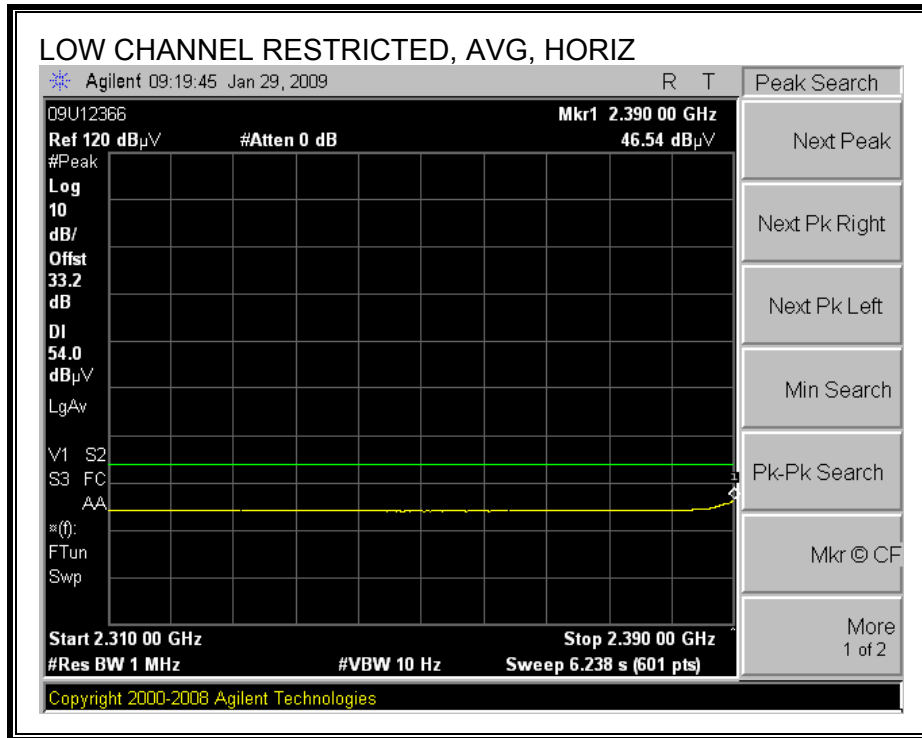 LOW CHANNEL RESTRICTED, AVG, HORIZ
Agilent 09:19:45 Jan 29, 2009 R T
Peak Search
09U12366
Mkr1 2.390 00 GHz
Ref 120 dBµV #Atten 0 dB 46.54 dBµV
#Peak
Log
10
dB/
Offst
33.2
dB
DI
54.0
dBµV
LgAv
V1 S2
S3 FC
AA
¤(f):
FTun
Swp
1
Start 2.310 00 GHz Stop 2.390 00 GHz
#Res BW 1 MHz #VBW 10 Hz Sweep 6.238 s (601 pts)
Next Peak
Next Pk Right
Next Pk Left
Min Search
Pk-Pk Search
Mkr © CF
More
1 of 2
Copyright 2000-2008 Agilent Technologies